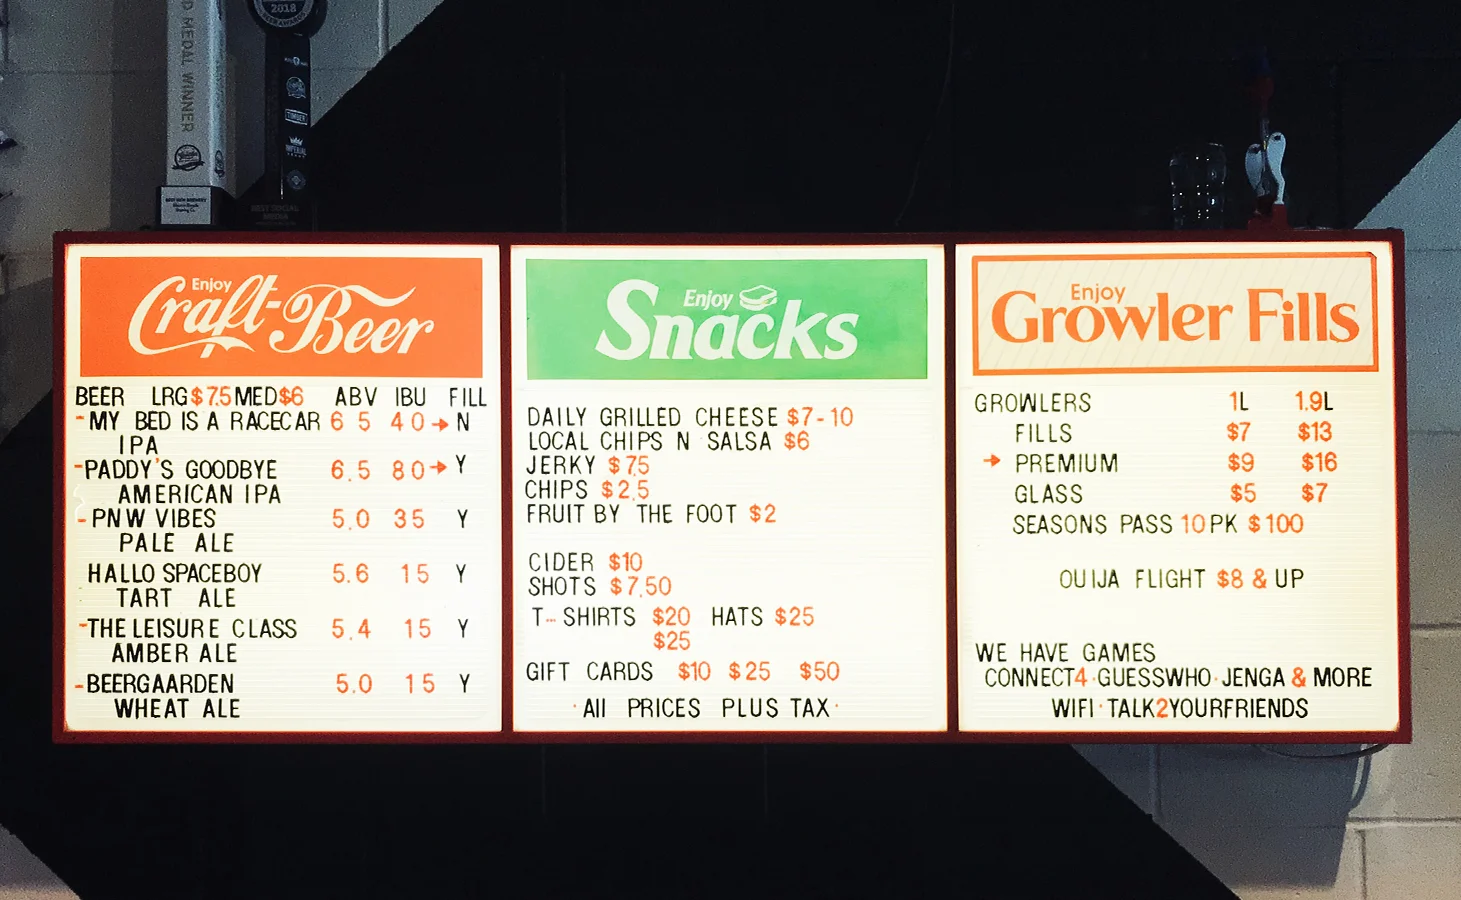 D MEDAL WINNER
2018
Enjoy
Craft-Beer
BEER LRG $7.5 MED $6 ABV IBU FILL
-MY BED IS A RACECAR 6 5 40 → N
IPA
-PADDY'S GOODBYE 6.5 80 → Y
AMERICAN IPA
-PNW VIBES 5.0 35 Y
PALE ALE
HALLO SPACEBOY 5.6 15 Y
TART ALE
-THE LEISURE CLASS 5.4 15 Y
AMBER ALE
-BEERGAARDEN 5.0 15 Y
WHEAT ALE
Enjoy
Snacks
DAILY GRILLED CHEESE $7-10
LOCAL CHIPS N SALSA $6
JERKY $75
CHIPS $2.5
FRUIT BY THE FOOT $2
CIDER $10
SHOTS $7.50
T-SHIRTS $20 HATS $25
$25
GIFT CARDS $10 $25 $50
·All PRICES PLUS TAX·
Enjoy
Growler Fills
GROWLERS 1L 1.9L
FILLS $7 $13
→ PREMIUM $9 $16
GLASS $5 $7
SEASONS PASS 10PK $100
OUIJA FLIGHT $8 & UP
WE HAVE GAMES
CONNECT4·GUESSWHO·JENGA & MORE
WIFI·TALK2YOURFRIENDS